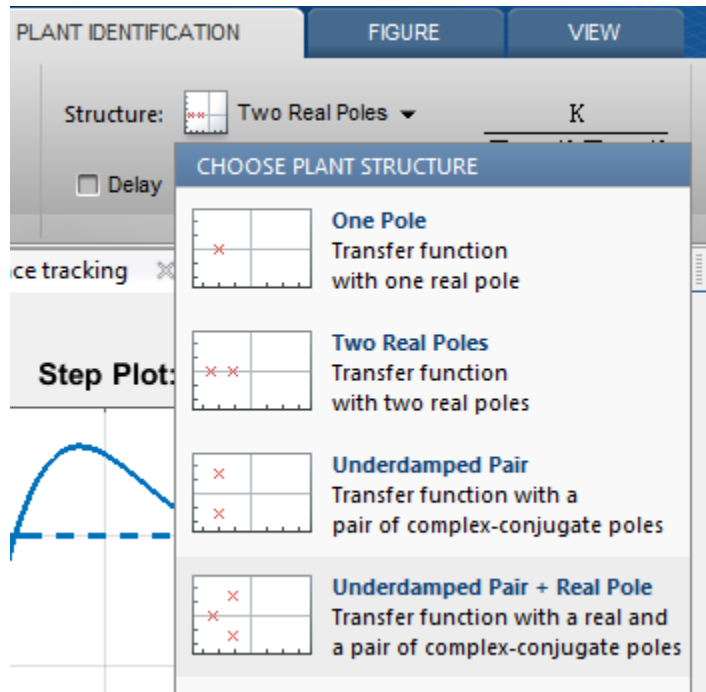 PLANT IDENTIFICATION FIGURE VIEW
Structure: Two Real Poles K
Delay
CHOOSE PLANT STRUCTURE
One Pole
Transfer function
with one real pole
ce tracking
Two Real Poles
Transfer function
with two real poles
Step Plot:
Underdamped Pair
Transfer function with a
pair of complex-conjugate poles
Underdamped Pair + Real Pole
Transfer function with a real and
a pair of complex-conjugate poles